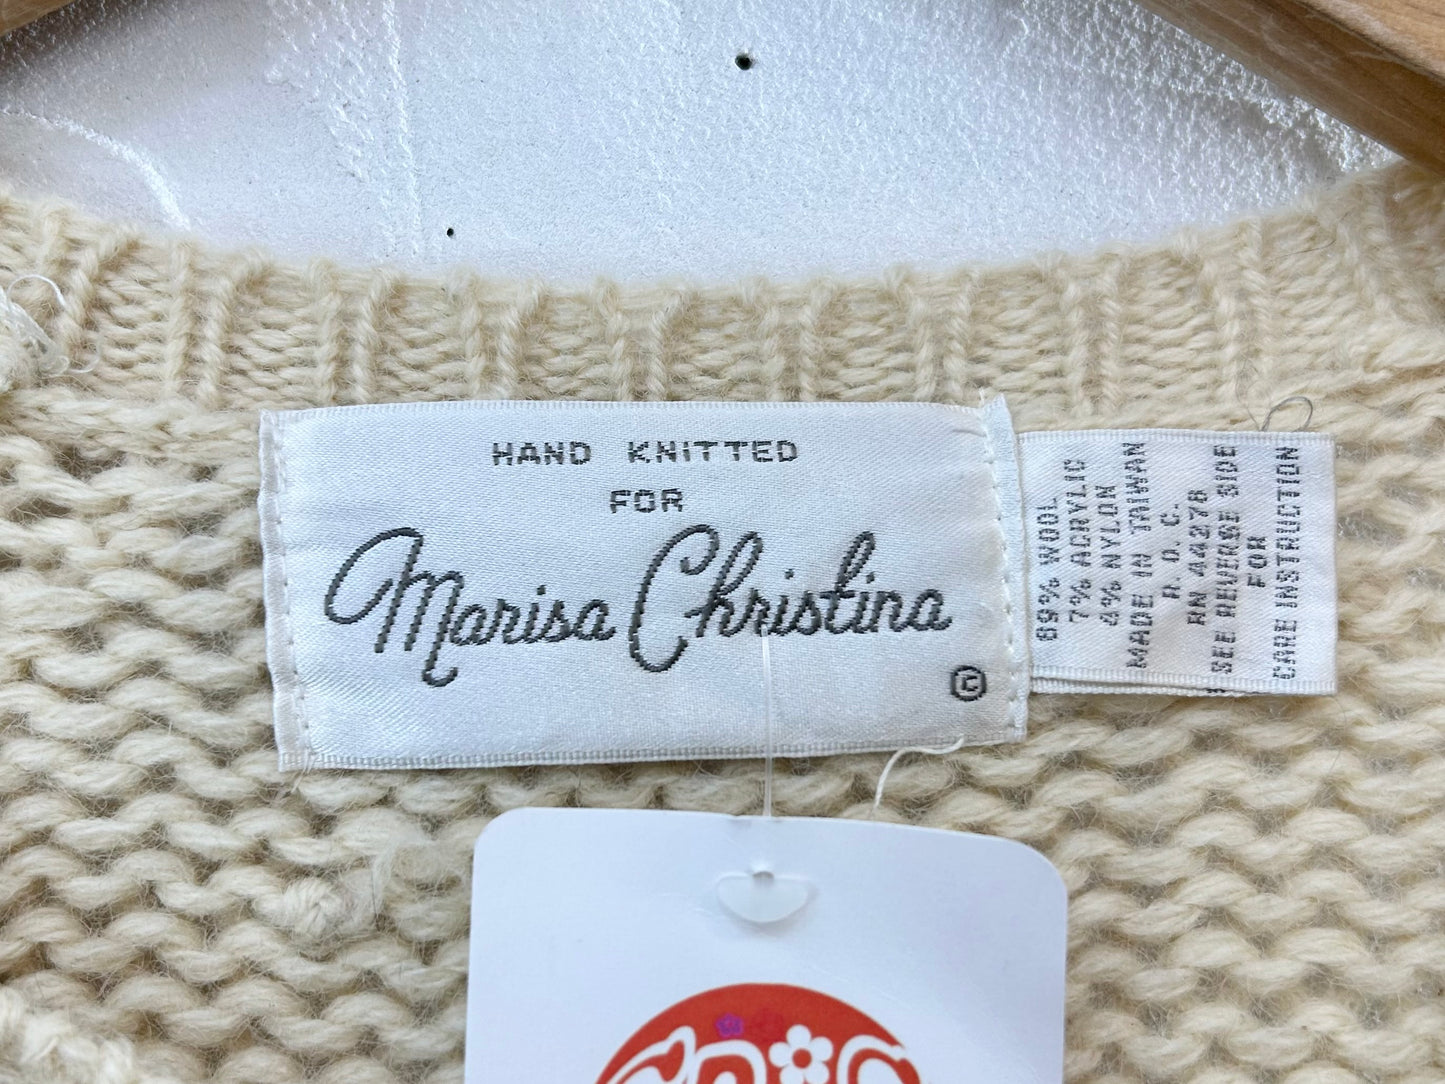 HAND KNITTED
FOR
Marisa Christina
©
89% WOOL
7% ACRYLIC
4% NYLON
MADE IN TAIWAN
R. O. C.
RN 44278
SEE REVERSE SIDE
FOR
CARE INSTRUCTION